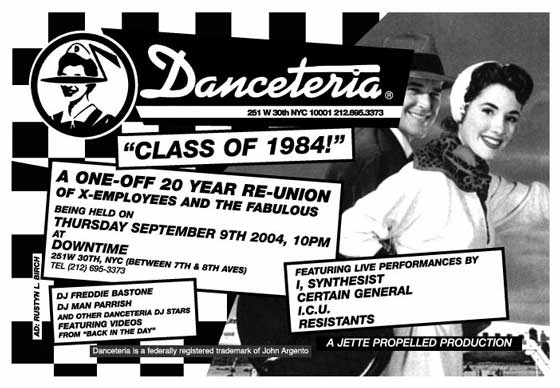 Danceteria®
251 W 30th NYC 10001 212.695.3373
"CLASS OF 1984!"
A ONE-OFF 20 YEAR RE-UNION
OF X-EMPLOYEES AND THE FABULOUS
BEING HELD ON
THURSDAY SEPTEMBER 9TH 2004, 10PM
AT
DOWNTIME
251W 30TH, NYC (BETWEEN 7TH & 8TH AVES)
TEL (212) 695-3373
FEATURING LIVE PERFORMANCES BY
I, SYNTHESIST
CERTAIN GENERAL
I.C.U.
RESISTANTS
DJ FREDDIE BASTONE
DJ MAN PARRISH
AND OTHER DANCETERIA DJ STARS
FEATURING VIDEOS
FROM "BACK IN THE DAY"
AD: RUSTYN L. BIRCH
A JETTE PROPELLED PRODUCTION
Danceteria is a federally registered trademark of John Argento